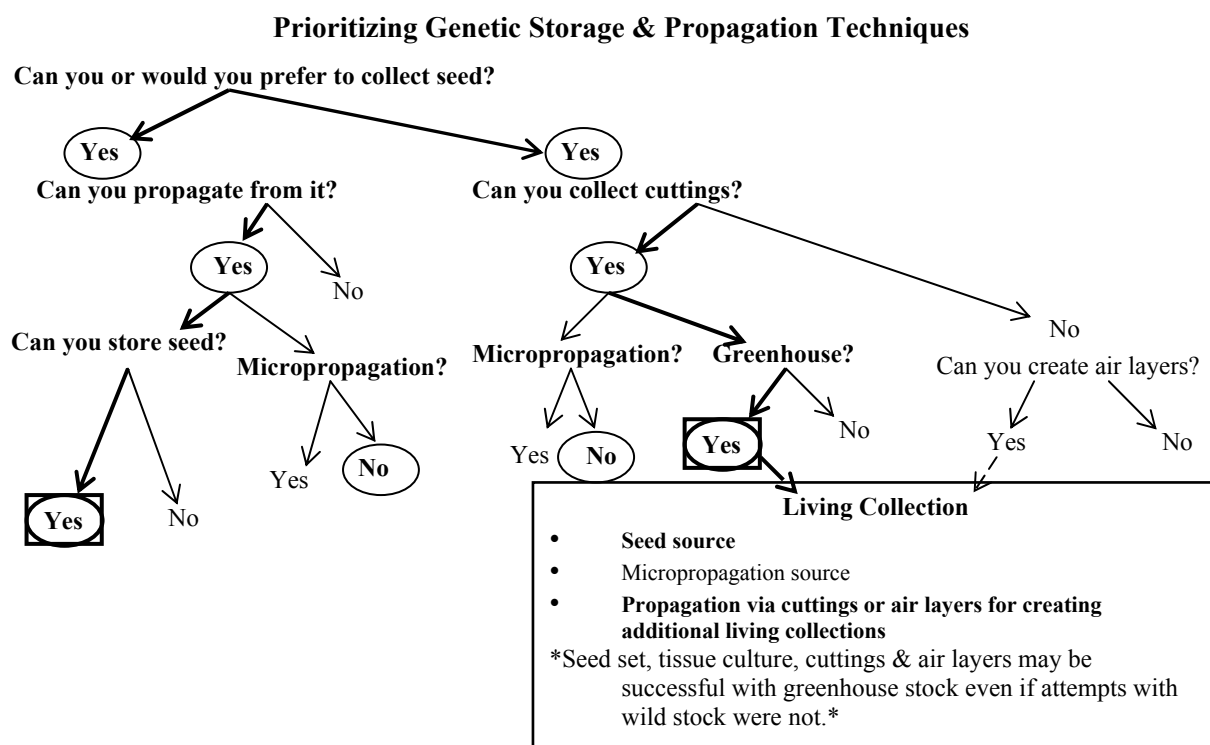 Prioritizing Genetic Storage & Propagation Techniques
Can you or would you prefer to collect seed?
Yes
Yes
Can you propagate from it?
Can you collect cuttings?
Yes
No
Yes
No
Can you store seed?
Micropropagation?
Micropropagation?
Greenhouse?
Can you create air layers?
Yes
No
Yes
No
Yes
No
Yes
No
Yes
No
Living Collection
• Seed source
• Micropropagation source
• Propagation via cuttings or air layers for creating
additional living collections
*Seed set, tissue culture, cuttings & air layers may be
successful with greenhouse stock even if attempts with
wild stock were not.*